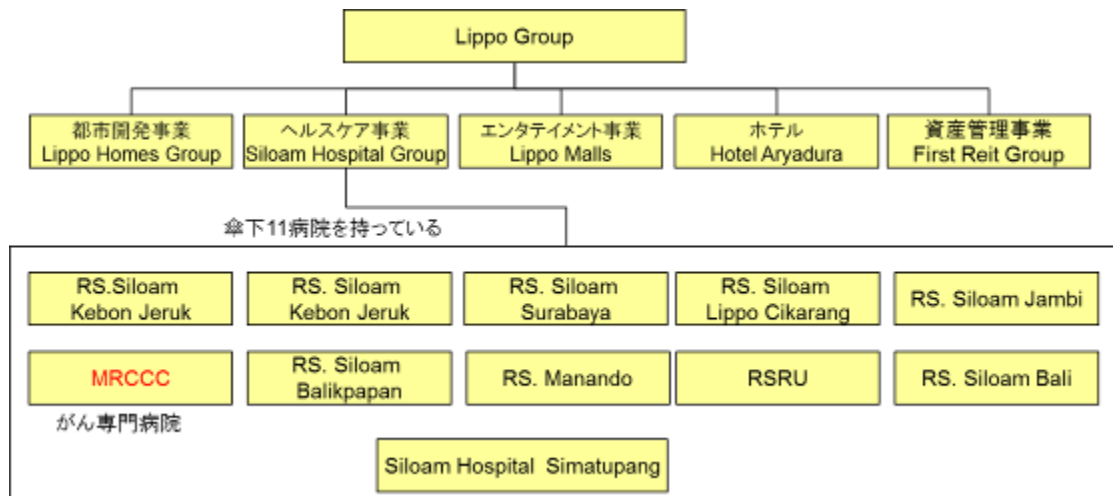 Lippo Group
都市開発事業
Lippo Homes Group
ヘルスケア事業
Siloam Hospital Group
エンタテイメント事業
Lippo Malls
ホテル
Hotel Aryadura
資産管理事業
First Reit Group
傘下11病院を持っている
RS.Siloam
Kebon Jeruk
RS. Siloam
Kebon Jeruk
RS. Siloam
Surabaya
RS. Siloam
Lippo Cikarang
RS. Siloam Jambi
MRCCC
がん専門病院
RS. Siloam
Balikpapan
RS. Manando
RSRU
RS. Siloam Bali
Siloam Hospital Simatupang